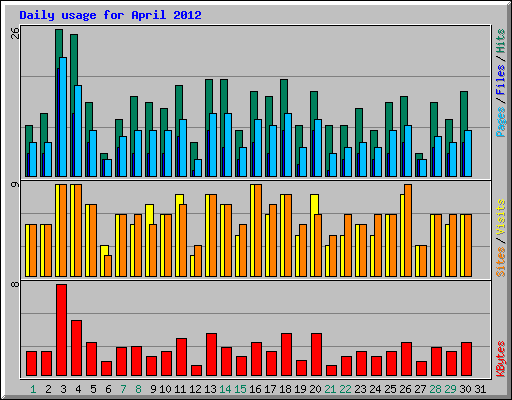 Daily usage for April 2012
26
Pages / Files / Hits
9
Sites / Visits
8
KBytes
1 2 3 4 5 6 7 8 9 10 11 12 13 14 15 16 17 18 19 20 21 22 23 24 25 26 27 28 29 30 31